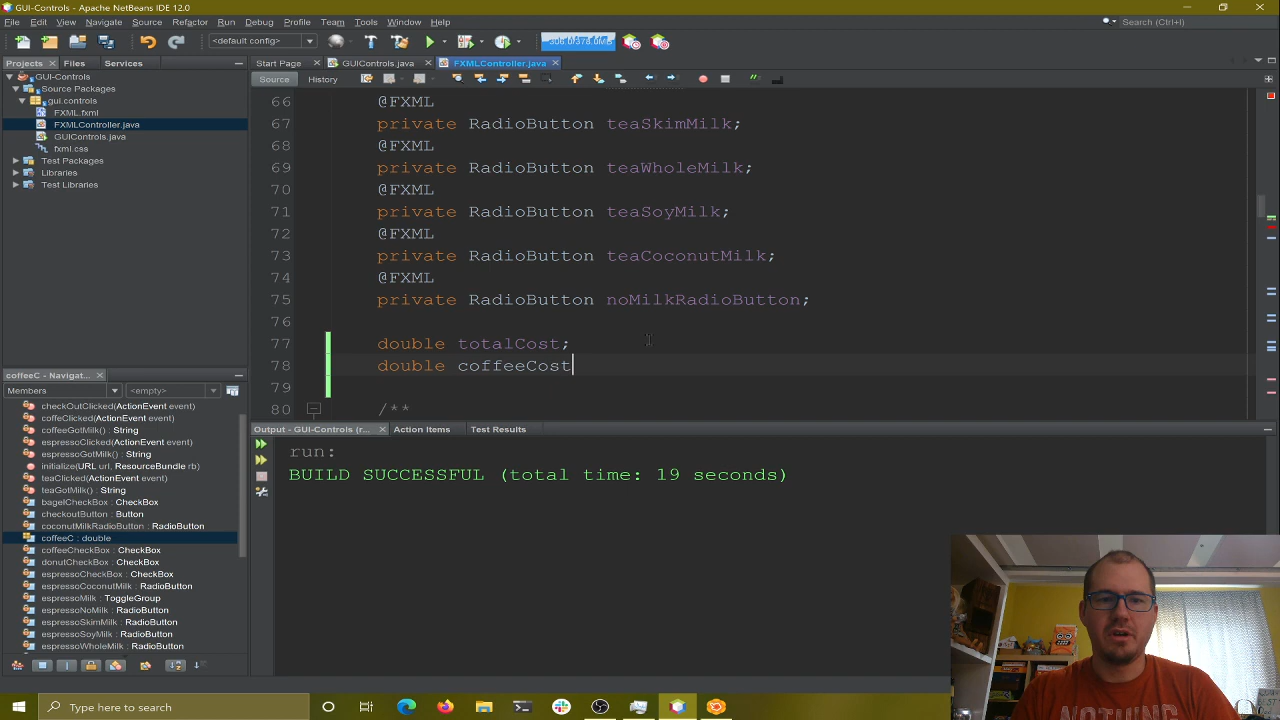 GUI-Controls - Apache NetBeans IDE 12.0
File Edit View Navigate Source Refactor Run Debug Profile Team Tools Window Help
Search (Ctrl+I)
<default config>
Projects Files Services
Start Page GUIControls.java FXMLController.java
Source History
GUI-Controls
Source Packages
gui.controls
FXML.fxml
FXMLController.java
GUIControls.java
fxml.css
Test Packages
Libraries
Test Libraries
66 @FXML
67 private RadioButton teaSkimMilk;
68 @FXML
69 private RadioButton teaWholeMilk;
70 @FXML
71 private RadioButton teaSoyMilk;
72 @FXML
73 private RadioButton teaCoconutMilk;
74 @FXML
75 private RadioButton noMilkRadioButton;
76
77 double totalCost;
78 double coffeeCost
79
80 /**
coffeeC - Navigat...
Members <empty>
checkOutClicked(ActionEvent event)
coffeClicked(ActionEvent event)
coffeeGotMilk() : String
espressoClicked(ActionEvent event)
espressoGotMilk() : String
initialize(URL url, ResourceBundle rb)
teaClicked(ActionEvent event)
teaGotMilk() : String
bagelCheckBox : CheckBox
checkoutButton : Button
coconutMilkRadioButton : RadioButton
coffeeC : double
coffeeCheckBox : CheckBox
donutCheckBox : CheckBox
espressoCheckBox : CheckBox
espressoCoconutMilk : RadioButton
espressoMilk : ToggleGroup
espressoNoMilk : RadioButton
espressoSkimMilk : RadioButton
espressoSoyMilk : RadioButton
espressoWholeMilk : RadioButton
Output - GUI-Controls (r... Action Items Test Results
run:
BUILD SUCCESSFUL (total time: 19 seconds)
Type here to search